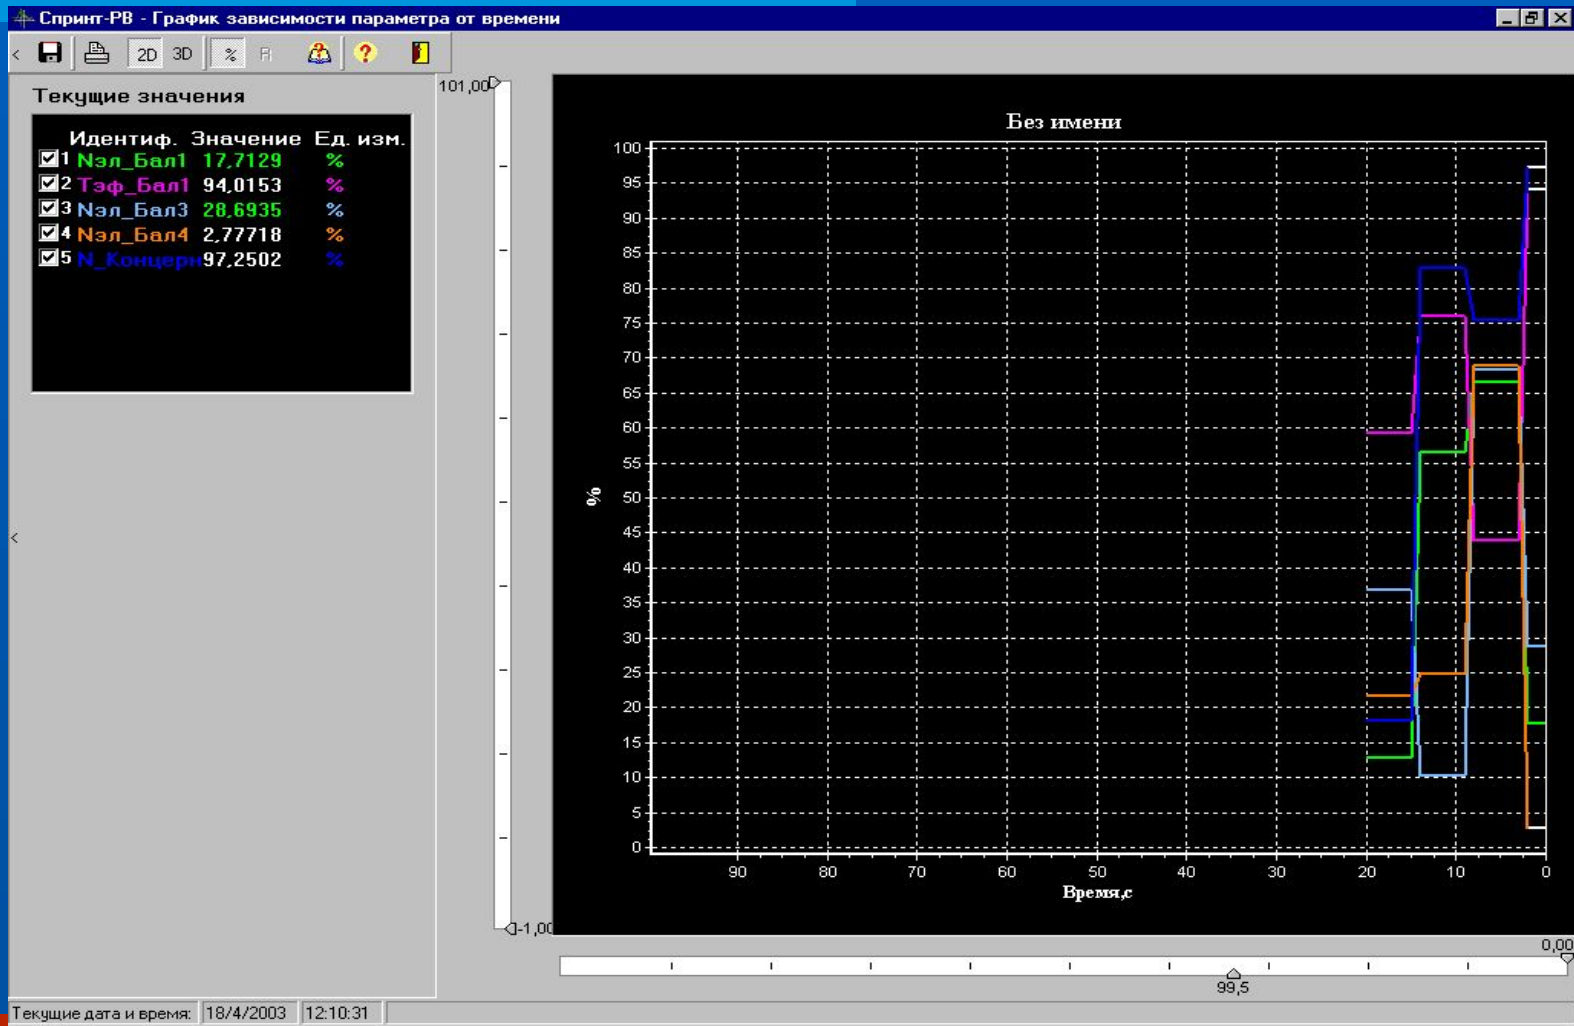 Спринт-РВ - График зависимости параметра от времени
< 2D 3D % R ? ?
Текущие значения
Идентиф. Значение Ед. изм.
1 Nэл_Бал1 17,7129 %
2 Тэф_Бал1 94,0153 %
3 Nэл_Бал3 28,6935 %
4 Nэл_Бал4 2,77718 %
5 N_Концерн 97,2502 %
<
101,00
-1,00
Без имени
100
95
90
85
80
75
70
65
60
55
50
45
40
35
30
25
20
15
10
5
0
%
90 80 70 60 50 40 30 20 10 0
Время,с
0,00
99,5
Текущие дата и время: 18/4/2003 12:10:31